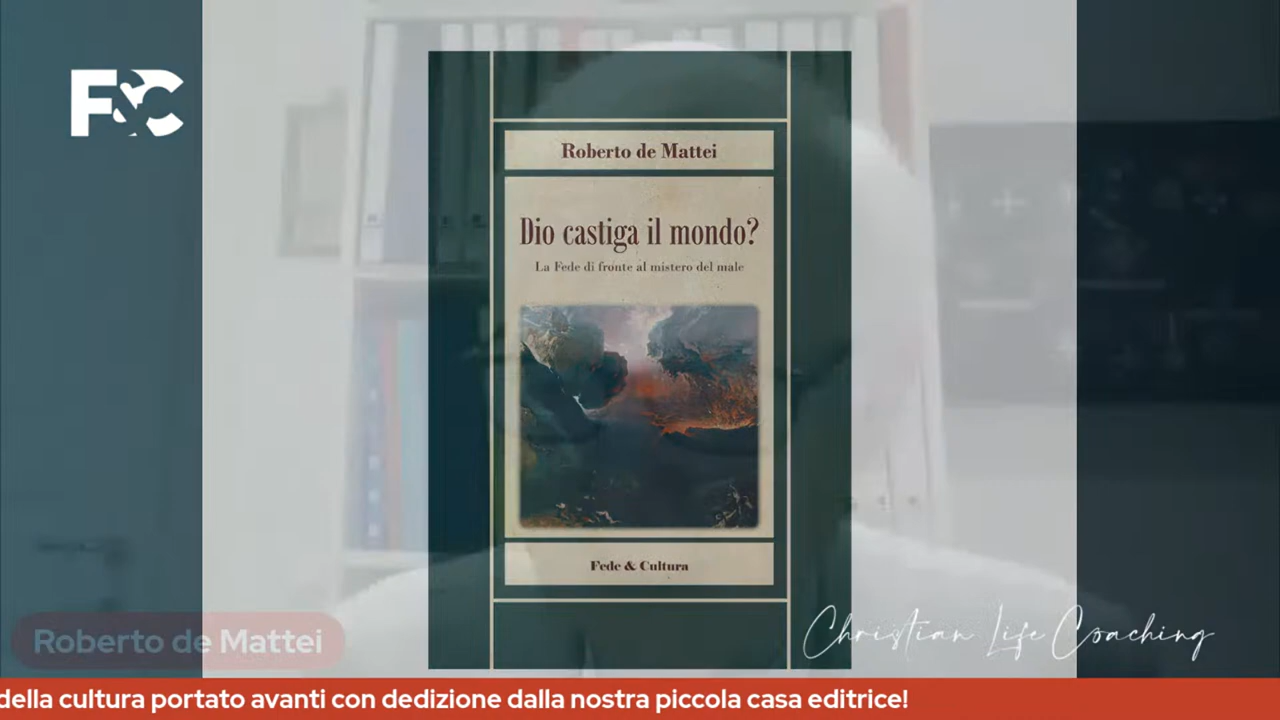 F&C
Roberto de Mattei
Dio castiga il mondo?
La Fede di fronte al mistero del male
Fede & Cultura
Christian Life Coaching
Roberto de Mattei
della cultura portato avanti con dedizione dalla nostra piccola casa editrice!